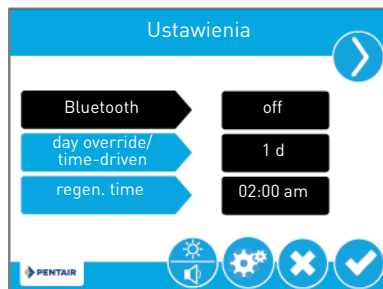 Ustawienia
Bluetooth
off
day override/
time-driven
1 d
regen. time
02:00 am
PENTAIR